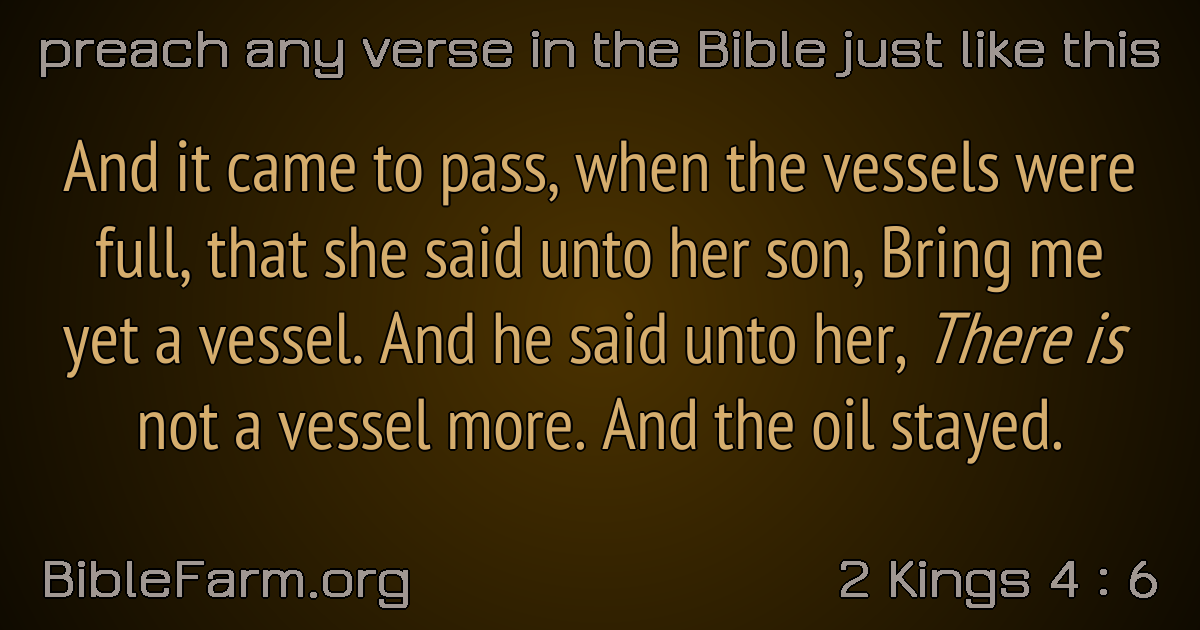 preach any verse in the Bible just like this
And it came to pass, when the vessels were
full, that she said unto her son, Bring me
yet a vessel. And he said unto her, There is
not a vessel more. And the oil stayed.
BibleFarm.org
2 Kings 4 : 6